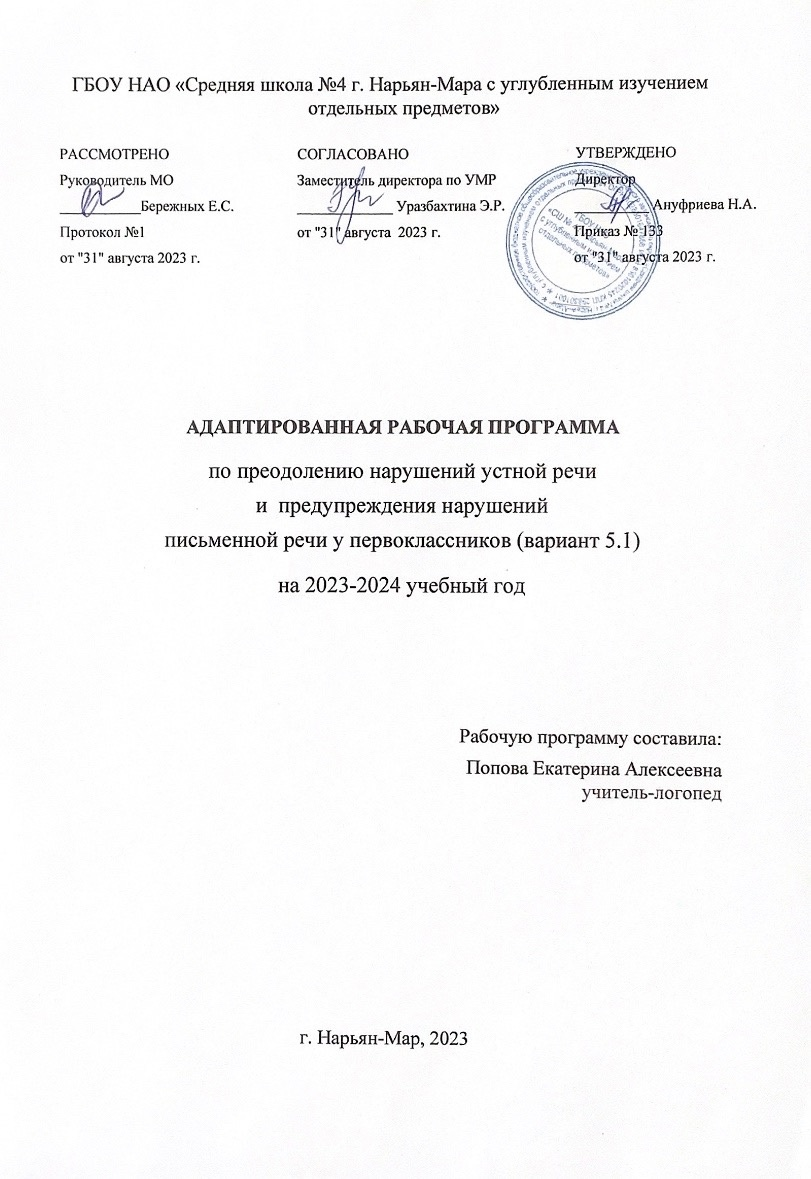 ГБОУ НАО «Средняя школа №4 г. Нарьян-Мара с углубленным изучением
отдельных предметов»
РАССМОТРЕНО
Руководитель МО
____________Бережных Е.С.
Протокол №1
от "31" августа 2023 г.
СОГЛАСОВАНО
Заместитель директора по УМР
______________ Уразбахтина Э.Р.
от "31" августа 2023 г.
УТВЕРЖДЕНО
Директор
Ануфриева Н.А.
Приказ № 133
от "31" августа 2023 г.
АДАПТИРОВАННАЯ РАБОЧАЯ ПРОГРАММА
по преодолению нарушений устной речи
и предупреждения нарушений
письменной речи у первоклассников (вариант 5.1)
на 2023-2024 учебный год
Рабочую программу составила:
Попова Екатерина Алексеевна
учитель-логопед
г. Нарьян-Мар, 2023